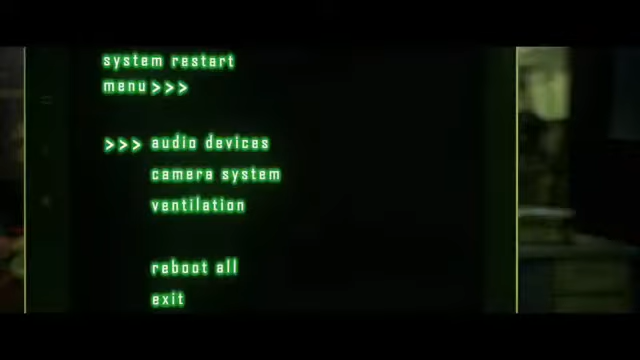 system restart
menu>>>
>>> audio devices
camera system
ventilation
reboot all
exit